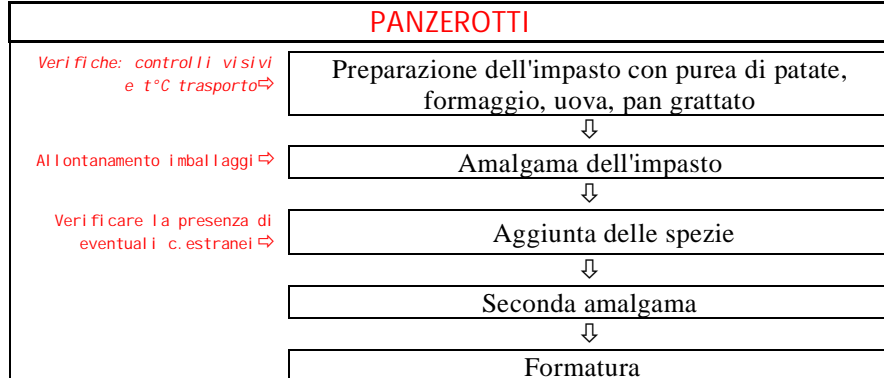 PANZEROTTI
Verifiche: controlli visivi
e t°C trasporto⇨
Preparazione dell'impasto con purea di patate,
formaggio, uova, pan grattato
⇩
Allontanamento imballaggi⇨
Amalgama dell'impasto
⇩
Verificare la presenza di
eventuali c.estranei⇨
Aggiunta delle spezie
⇩
Seconda amalgama
⇩
Formatura